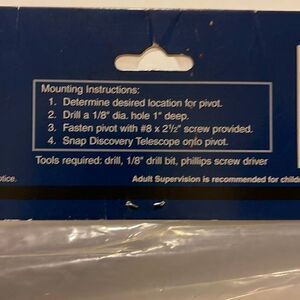 Mounting Instructions:
1. Determine desired location for pivot.
2. Drill a 1/8" dia. hole 1" deep.
3. Fasten pivot with #8 x 2½" screw provided.
4. Snap Discovery Telescope onto pivot.
Tools required: drill, 1/8" drill bit, phillips screw driver
otice. Adult Supervision is recommended for childre